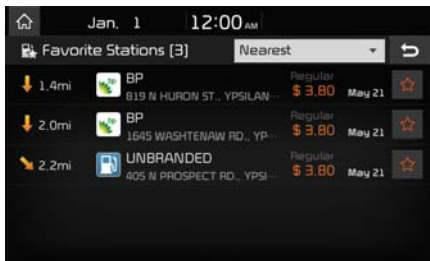 Jan. 1 12:00 AM
Favorite Stations (3) Nearest
1.4mi BP Regular
819 N HURON ST., YPSILAN... $ 3.80 May 21
2.0mi BP Regular
1645 WASHTENAW RD., YP... $ 3.80 May 21
2.2mi UNBRANDED Regular
405 N PROSPECT RD., YPSI... $ 3.80 May 21